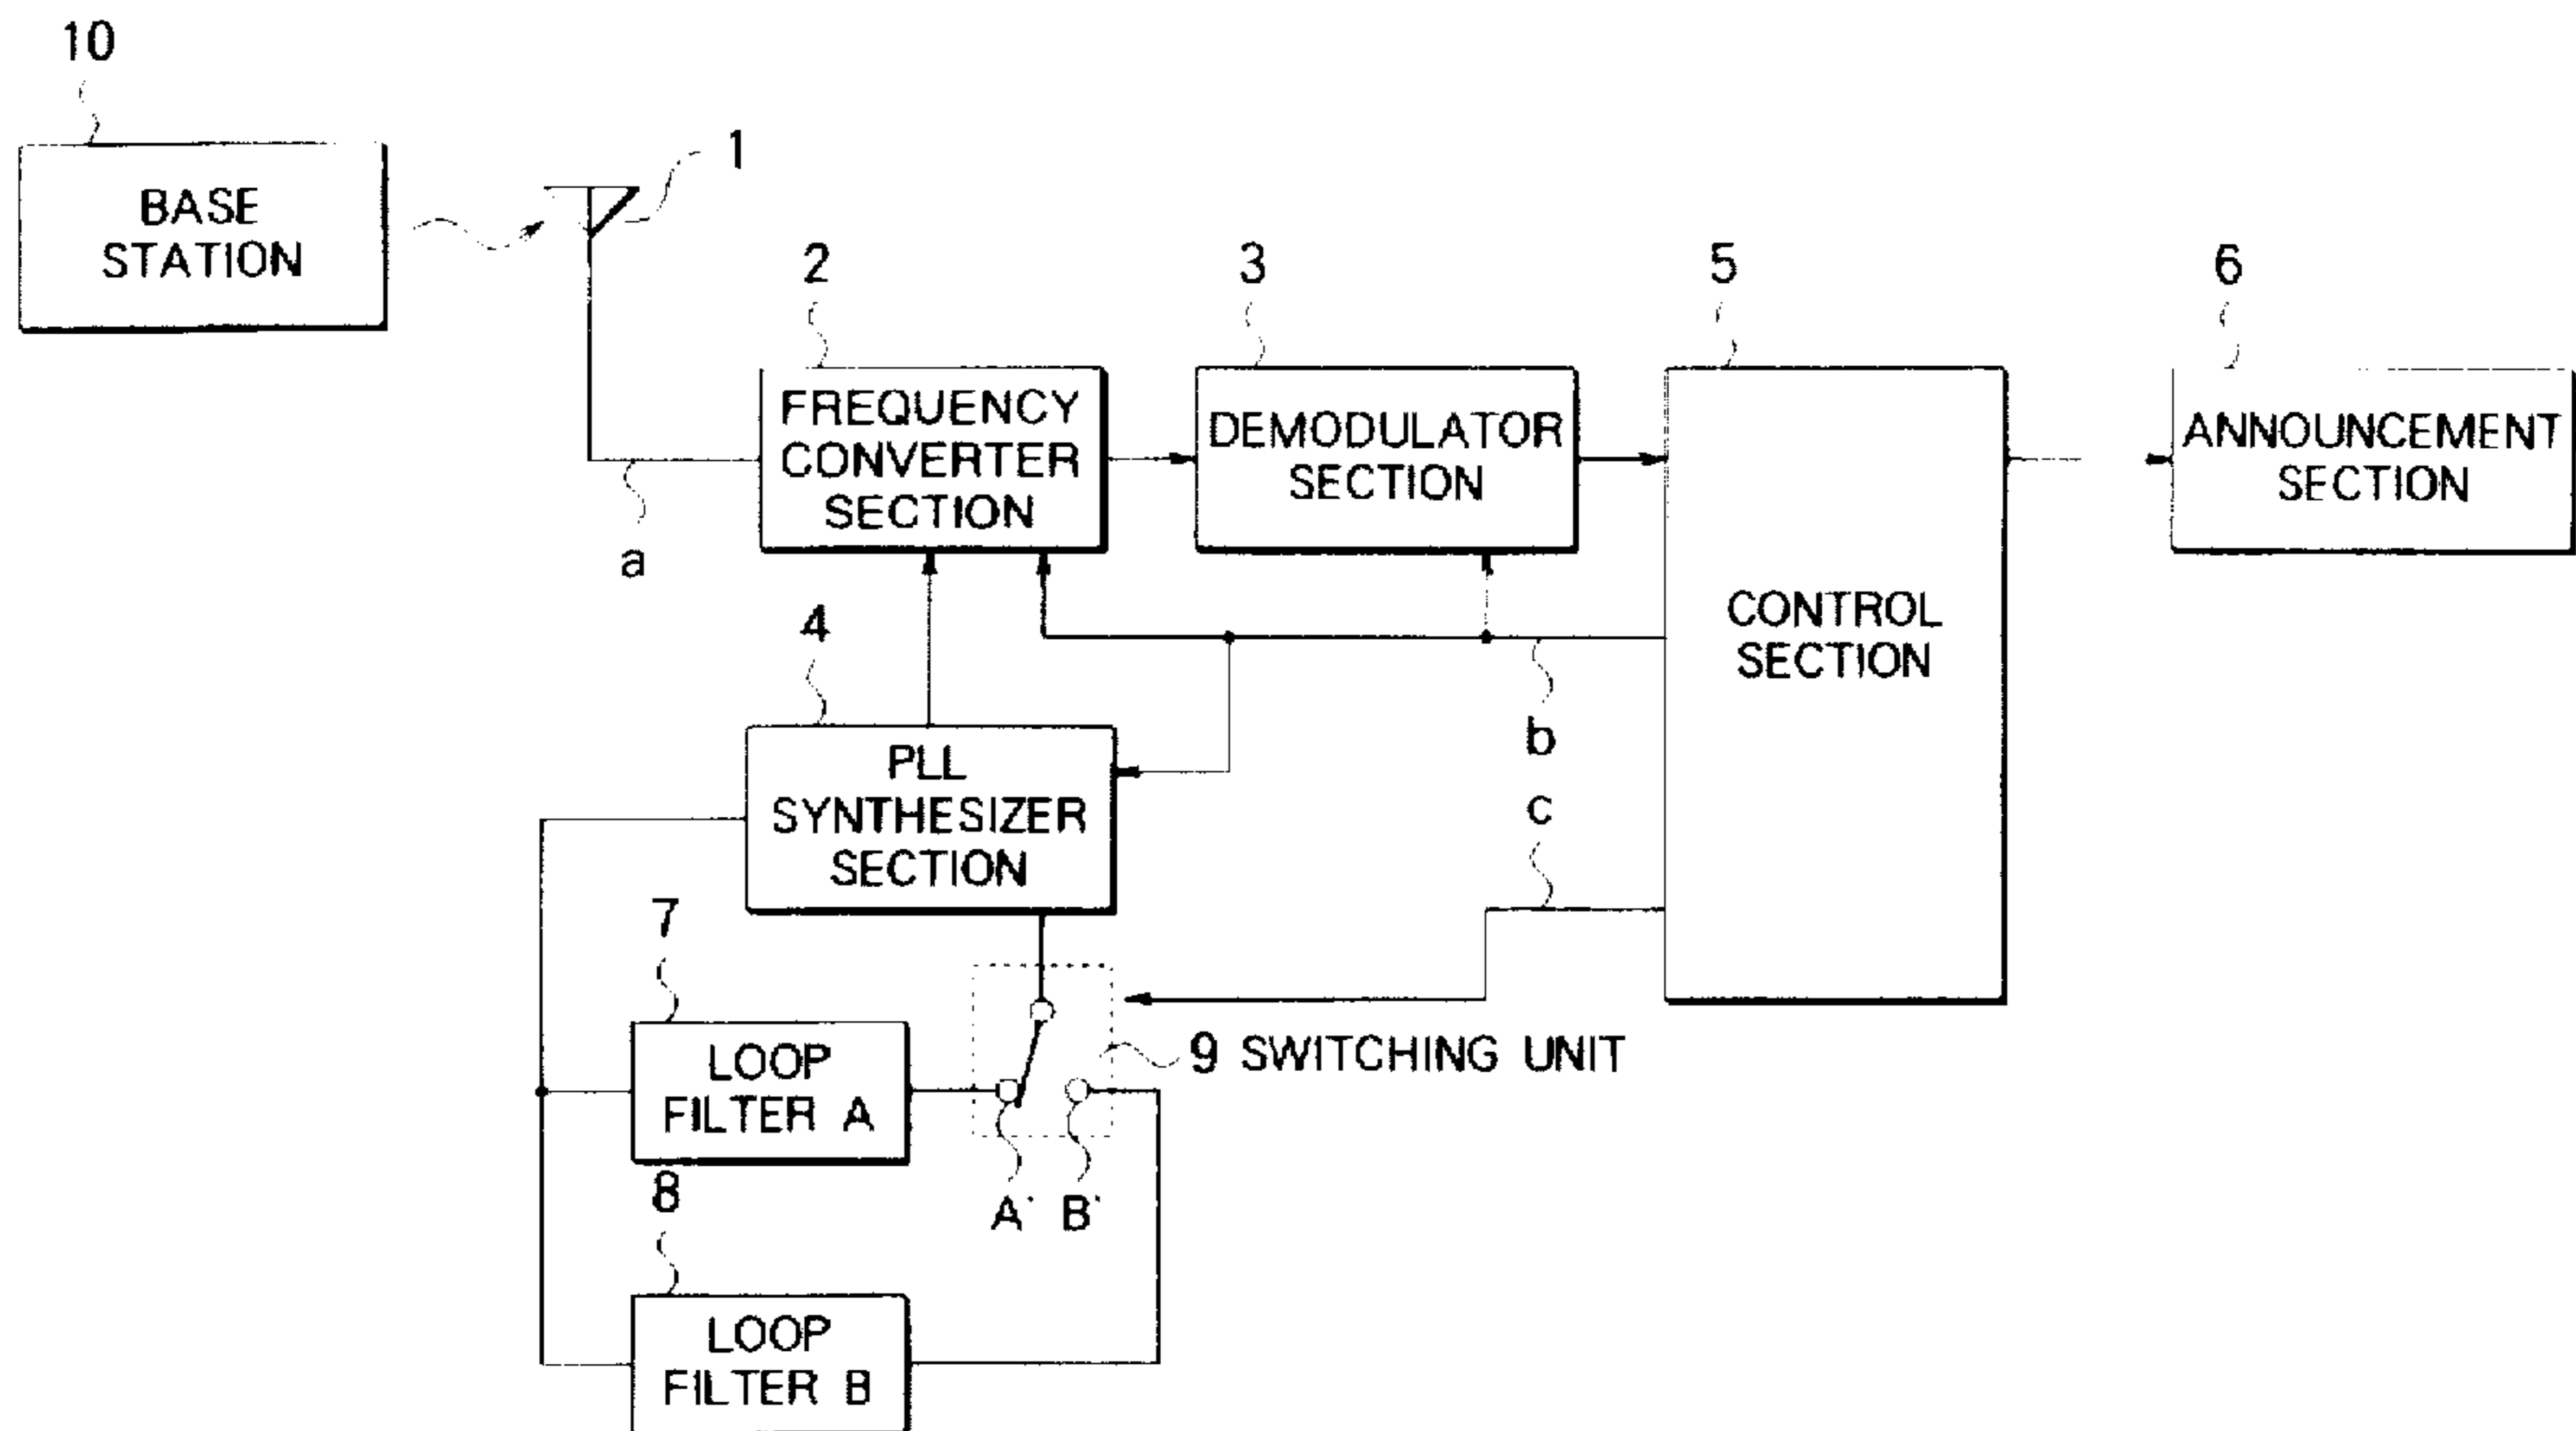 10
BASE
STATION
1
2
3
5
6
FREQUENCY
CONVERTER
SECTION
DEMODULATOR
SECTION
ANNOUNCEMENT
SECTION
a
CONTROL
SECTION
4
b
PLL
SYNTHESIZER
SECTION
c
7
9 SWITCHING UNIT
LOOP
FILTER A
8
A' B'
LOOP
FILTER B